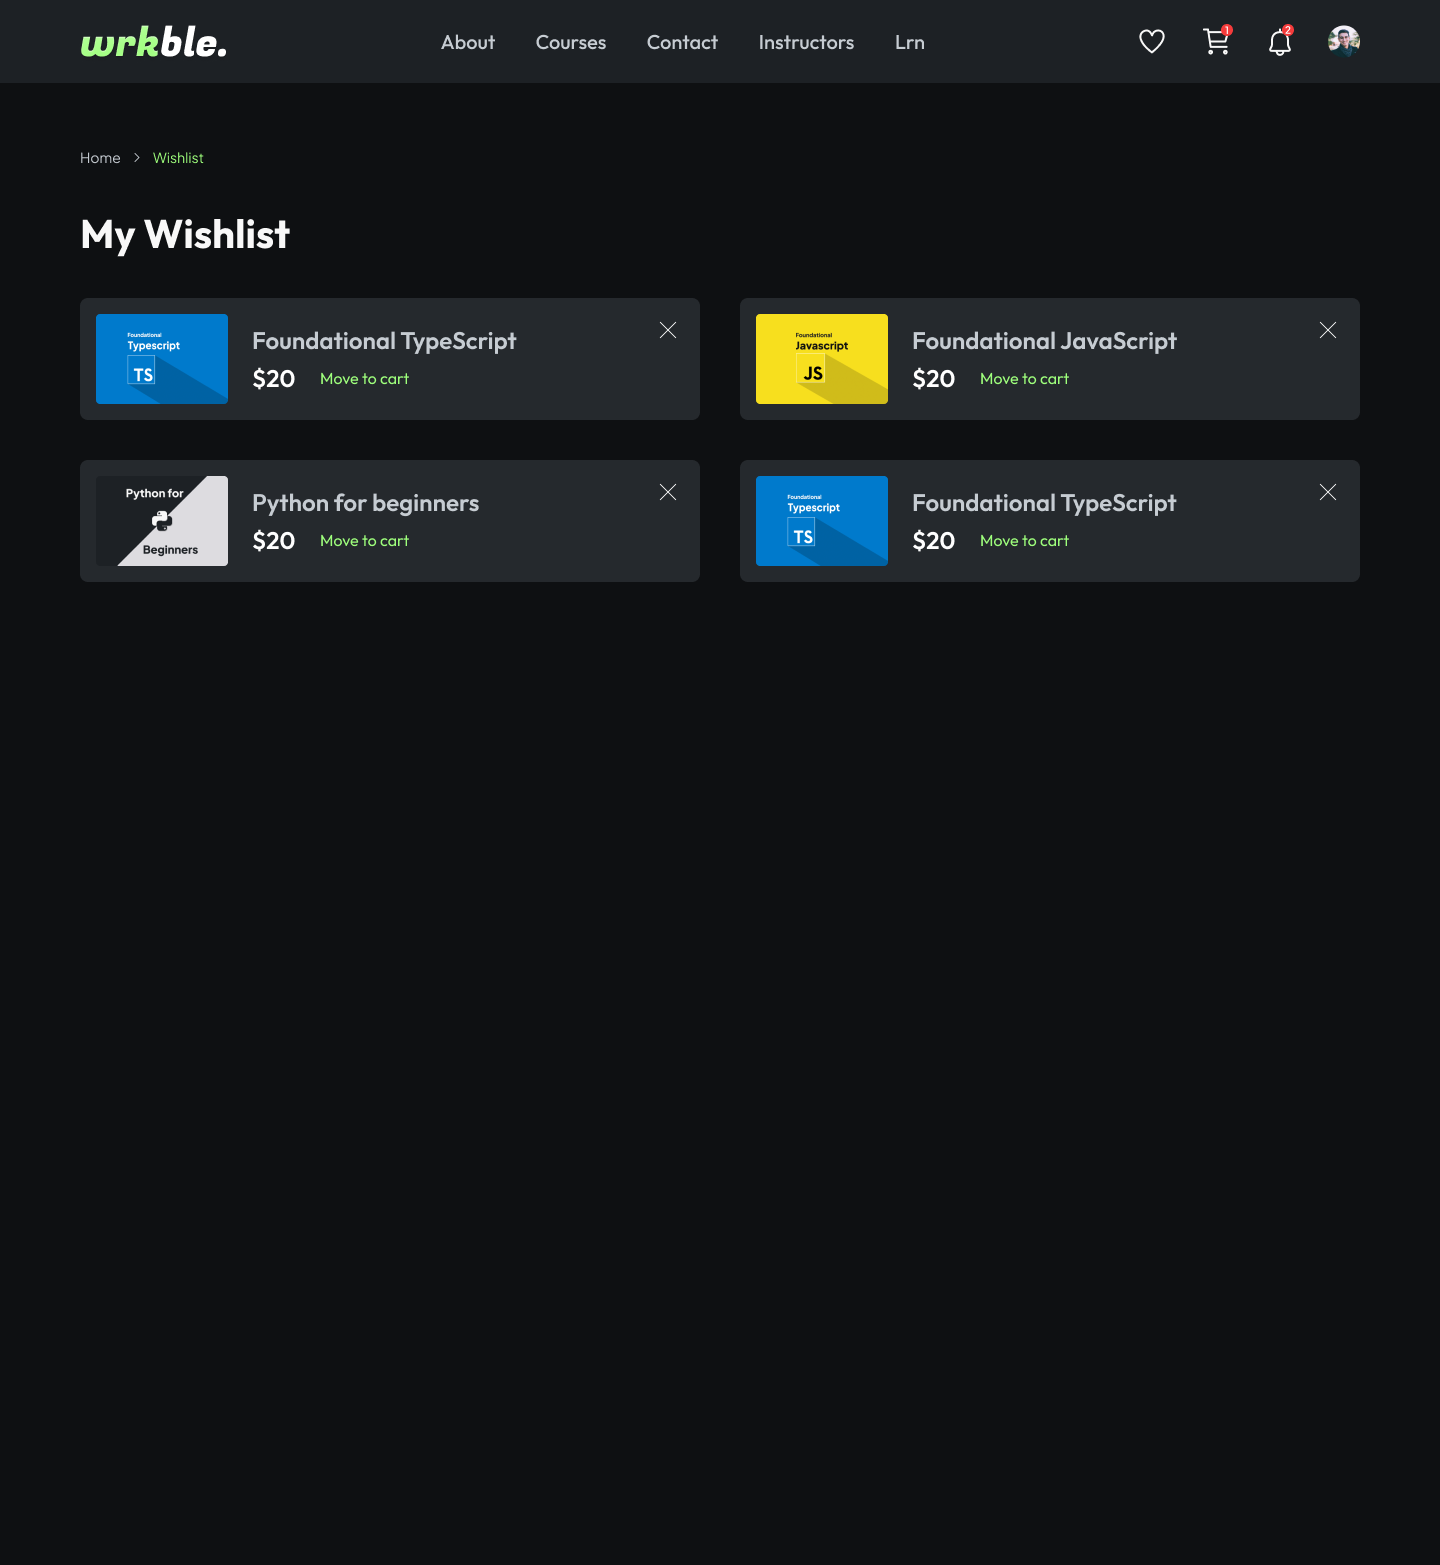 wrkble.
About Courses Contact Instructors Lrn
1
2
Home
Wishlist
My Wishlist
Foundational
Typescript
TS
Foundational TypeScript
$20 Move to cart
Foundational
Javascript
JS
Foundational JavaScript
$20 Move to cart
Python for
Beginners
Python for beginners
$20 Move to cart
Foundational
Typescript
TS
Foundational TypeScript
$20 Move to cart